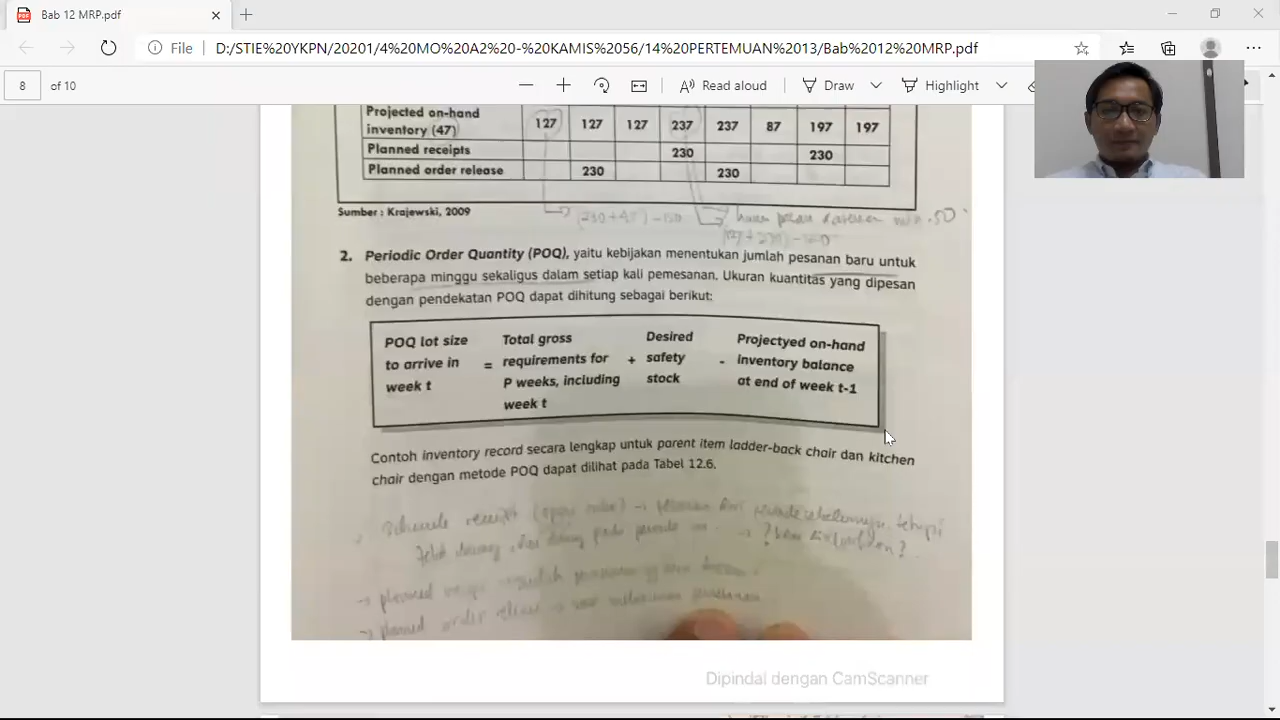 Bab 12 MRP.pdf
File D:/STIE%20YKPN/20201/4%20MO%20A2%20-%20KAMIS%2056/14%20PERTEMUAN%2013/Bab%2012%20MRP.pdf
8 of 10 Read aloud Draw Highlight
Projected on-hand
inventory (47) 127 127 127 237 237 87 197 197
Planned receipts 230 230
Planned order release 230 230
Sumber : Krajewski, 2009
2. Periodic Order Quantity (POQ), yaitu kebijakan menentukan jumlah pesanan baru untuk
beberapa minggu sekaligus dalam setiap kali pemesanan. Ukuran kuantitas yang dipesan
dengan pendekatan POQ dapat dihitung sebagai berikut:
POQ lot size
to arrive in
week t
=
Total gross
requirements for
P weeks, including
week t
+
Desired
safety
stock
-
Projectyed on-hand
inventory balance
at end of week t-1
Contoh inventory record secara lengkap untuk parent item ladder-back chair dan kitchen
chair dengan metode POQ dapat dilihat pada Tabel 12.6.
planned order release
Dipindai dengan CamScanner